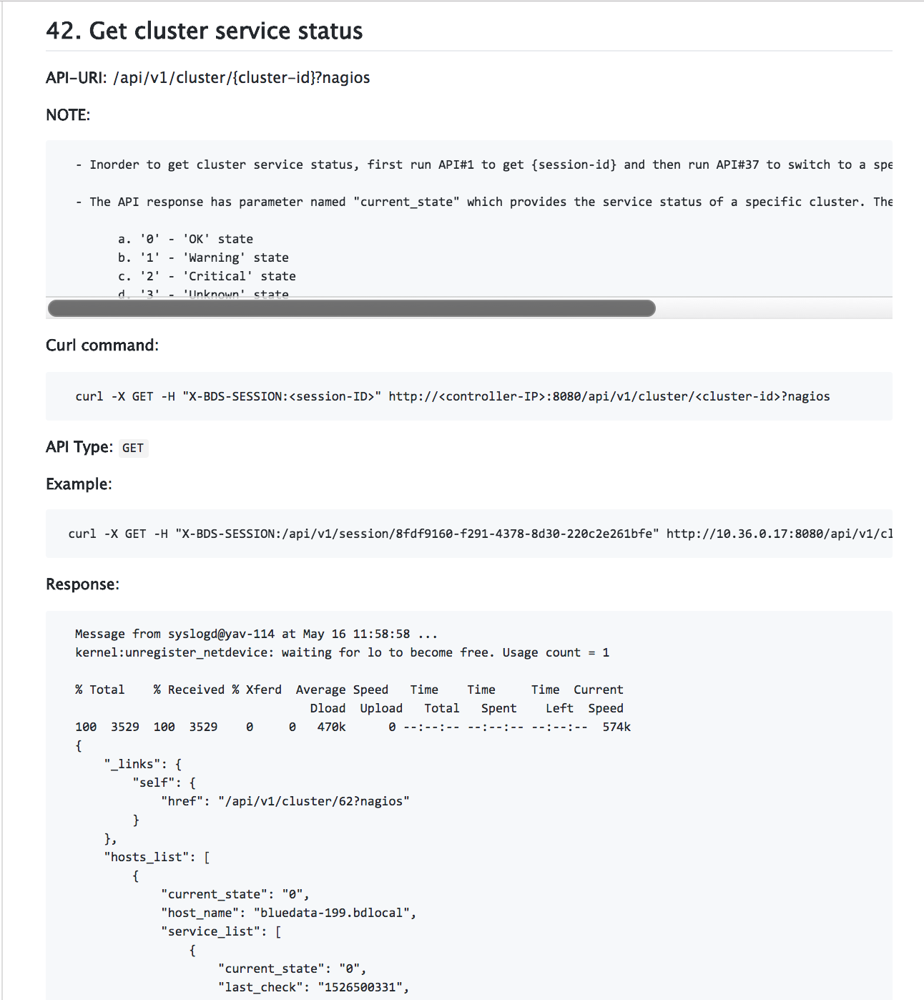 42. Get cluster service status
API-URI: /api/v1/cluster/{cluster-id}?nagios
NOTE:
- Inorder to get cluster service status, first run API#1 to get {session-id} and then run API#37 to switch to a spe
- The API response has parameter named "current_state" which provides the service status of a specific cluster. The
a. '0' - 'OK' state
b. '1' - 'Warning' state
c. '2' - 'Critical' state
d. '3' - 'Unknown' state
Curl command:
curl -X GET -H "X-BDS-SESSION:<session-ID>" http://<controller-IP>:8080/api/v1/cluster/<cluster-id>?nagios
API Type: GET
Example:
curl -X GET -H "X-BDS-SESSION:/api/v1/session/8fdf9160-f291-4378-8d30-220c2e261bfe" http://10.36.0.17:8080/api/v1/cl
Response:
Message from syslogd@yav-114 at May 16 11:58:58 ...
kernel:unregister_netdevice: waiting for lo to become free. Usage count = 1
% Total    % Received % Xferd  Average Speed   Time    Time     Time  Current
Dload  Upload   Total   Spent    Left  Speed
100  3529  100  3529    0     0   470k      0 --:--:-- --:--:-- --:--:--  574k
{
"_links": {
"self": {
"href": "/api/v1/cluster/62?nagios"
}
},
"hosts_list": [
{
"current_state": "0",
"host_name": "bluedata-199.bdlocal",
"service_list": [
{
"current_state": "0",
"last_check": "1526500331",